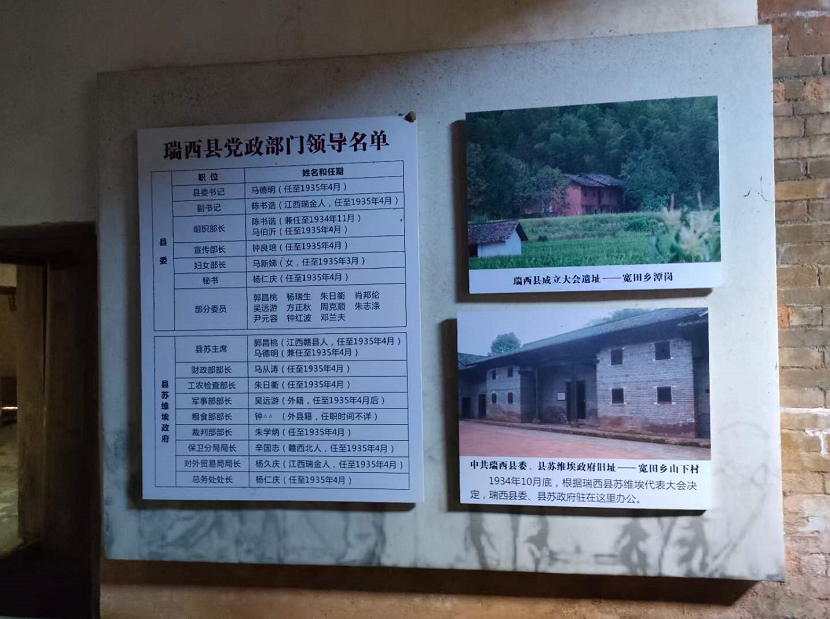 瑞西县党政部门领导名单
职 位 姓名和任期
县委
县委书记 马德明（任至1935年4月）
副书记 陈书诰（江西瑞金人，任至1935年4月）
组织部长 陈书诰（兼任至1934年11月）
马伯沂（任至1935年4月）
宣传部长 钟良培（任至1935年4月）
妇女部长 马新娣（女，任至1935年3月）
秘书 杨仁庆（任至1935年4月）
部分委员 郭昌桃 杨瑞生 朱日衢 肖邦伦
吴远游 方正秋 周克顺 朱志涤
尹元容 钟红波 邓兰夫
县苏维埃政府
县苏主席 郭昌桃（江西赣县人，任至1935年4月）
马德明（兼任至1935年4月）
财政部部长 马从涛（任至1935年4月）
工农检查部长 朱日衢（任至1935年4月）
军事部部长 吴远游（外籍，任至1935年4月后）
粮食部部长 钟△△（外县籍，任职时间不详）
裁判部部长 朱学炳（任至1935年4月）
保卫分局局长 辛国志（赣西北人，任至1935年4月）
对外贸易局局长 杨久庆（江西瑞金人，任至1935年4月）
总务处处长 杨仁庆（任至1935年4月）
瑞西县成立大会遗址——宽田乡潭岗
中共瑞西县委、县苏维埃政府旧址——宽田乡山下村
1934年10月底，根据瑞西县苏维埃代表大会决
定，瑞西县委、县苏政府驻在这里办公。